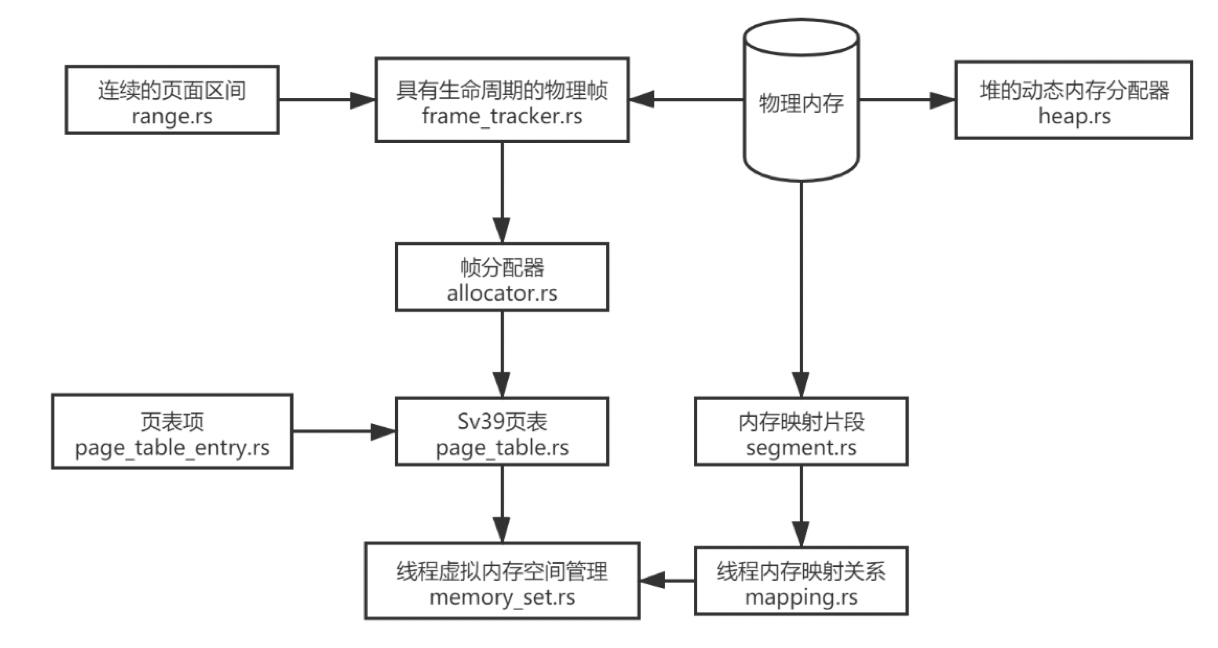 连续的页面区间
range.rs
具有生命周期的物理帧
frame_tracker.rs
物理内存
堆的动态内存分配器
heap.rs
帧分配器
allocator.rs
页表项
page_table_entry.rs
Sv39页表
page_table.rs
内存映射片段
segment.rs
线程虚拟内存空间管理
memory_set.rs
线程内存映射关系
mapping.rs